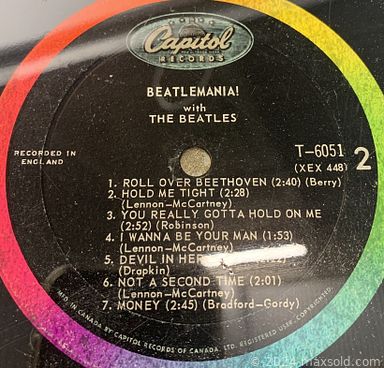 Capitol
RECORDS
BEATLEMANIA!
with
THE BEATLES
RECORDED IN
ENGLAND
T-6051
(XEX 448)
2
1. ROLL OVER BEETHOVEN (2:40) (Berry)
2. HOLD ME TIGHT (2:28)
(Lennon-McCartney)
3. YOU REALLY GOTTA HOLD ON ME
(2:52) (Robinson)
4. I WANNA BE YOUR MAN (1:53)
(Lennon-McCartney)
5. DEVIL IN HER
(Drapkin)
6. NOT A SECOND TIME (2:01)
(Lennon-McCartney)
7. MONEY (2:45) (Bradford-Gordy)
MFD. IN CANADA BY CAPITOL RECORDS OF CANADA, LTD. REGISTERED USER. COPYRIGHTED.
© 2024 maxsold.com